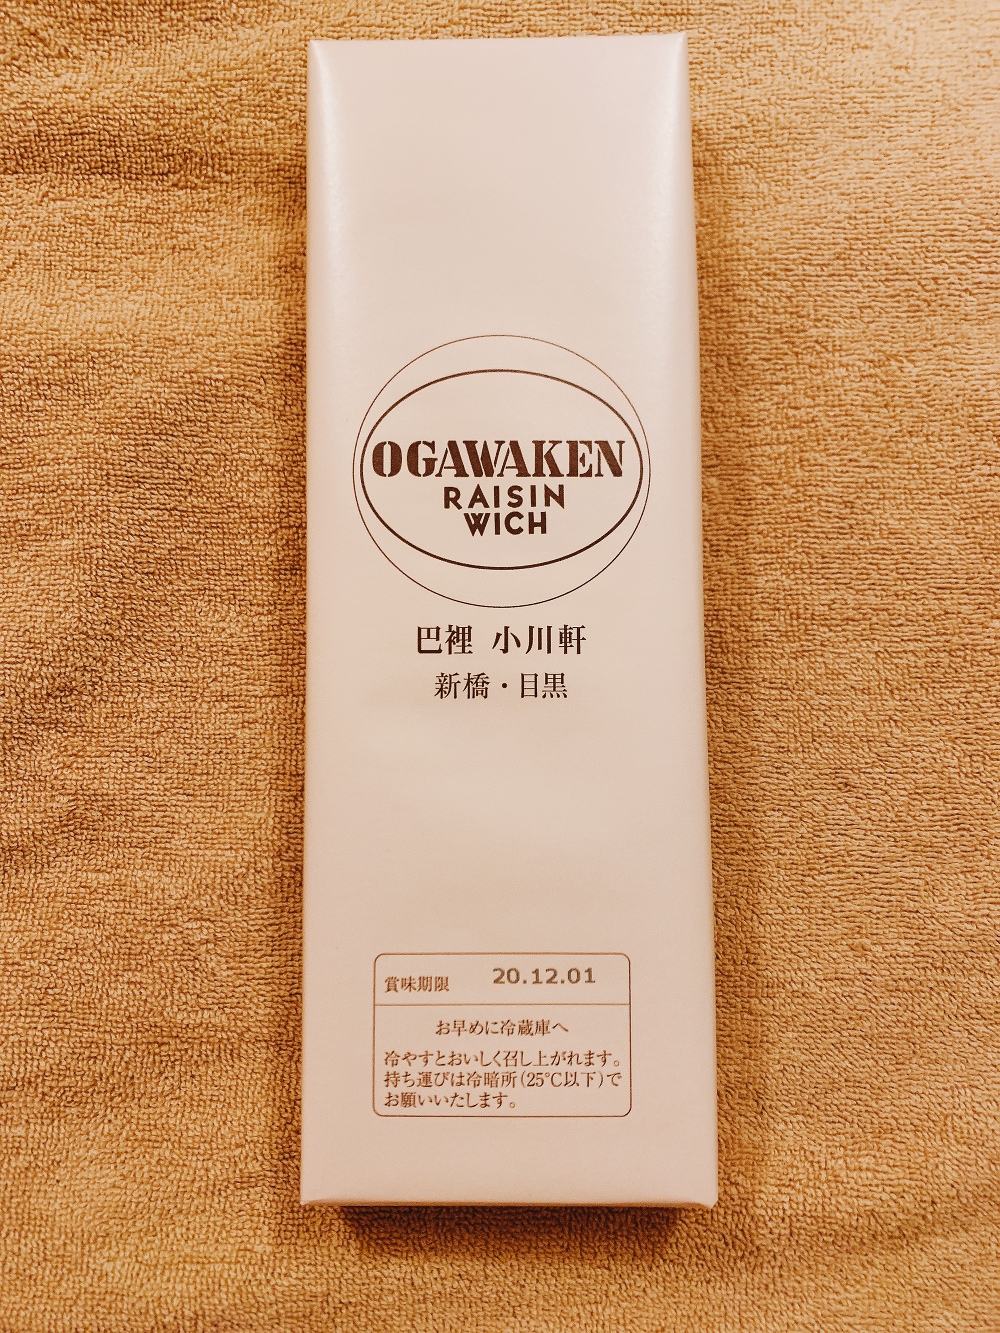 OGAWAKEN
RAISIN
WICH
巴裡 小川軒
新橋・目黒
賞味期限 20.12.01
お早めに冷蔵庫へ
冷やすとおいしく召し上がれます。
持ち運びは冷暗所(25℃以下)で
お願いいたします。